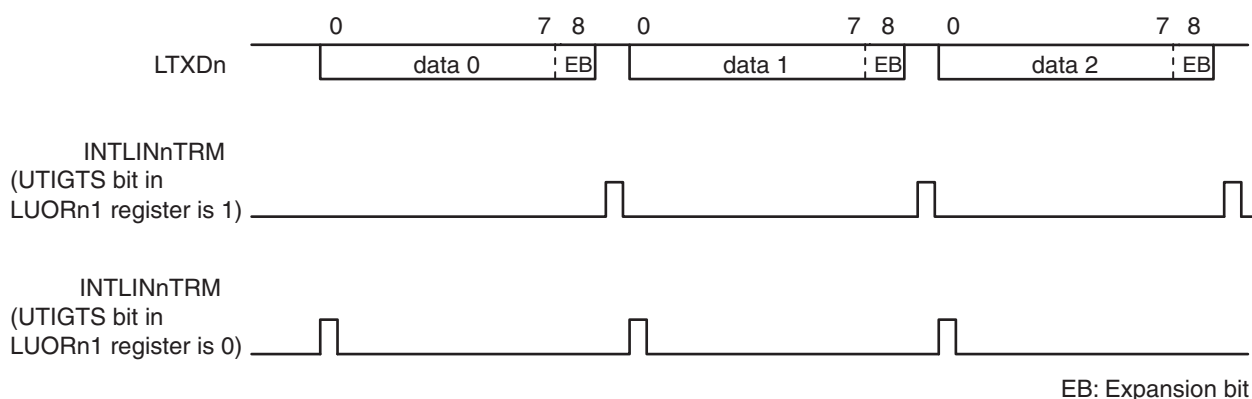 0 7 8 0 7 8 0 7 8
LTXDn data 0 EB data 1 EB data 2 EB
INTLINnTRM
(UTIGTS bit in
LUORn1 register is 1)
INTLINnTRM
(UTIGTS bit in
LUORn1 register is 0)
EB: Expansion bit